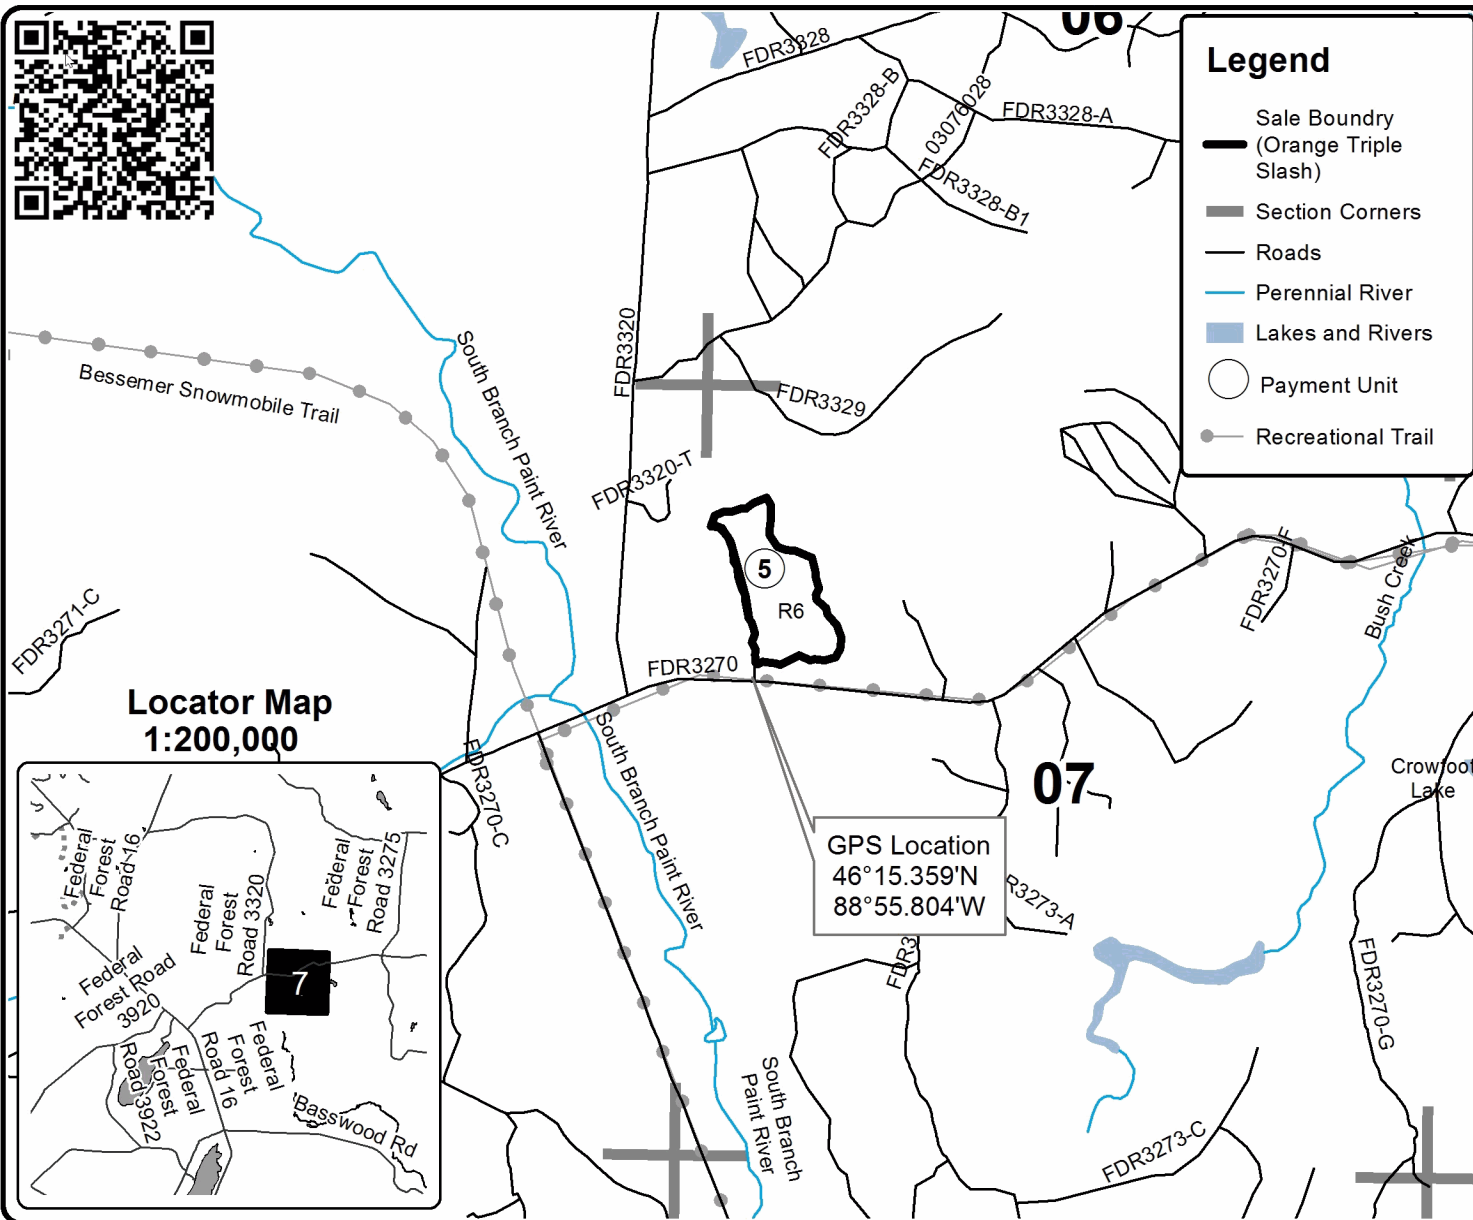 06
Legend
Sale Boundry
(Orange Triple
Slash)
Section Corners
Roads
Perennial River
Lakes and Rivers
Payment Unit
Recreational Trail
FDR3328
FDR3328-B
03076028
FDR3328-A
FDR3328-B1
FDR3320
South Branch Paint River
Bessemer Snowmobile Trail
FDR3329
FDR3320-T
5
R6
FDR3270-F
Bush Creek
FDR3271-C
FDR3270
Locator Map
1:200,000
South Branch Paint River
FDR3270-C
07
Crowfoot
Lake
GPS Location
46°15.359'N
88°55.804'W
R3273-A
FDR3
FDR3270-G
FDR3273-C
South Branch
Paint River
Federal
Forest
Road 16
Federal
Forest
Road 3320
Federal
Forest
Road 3275
Federal
Forest Road
3920
7
Federal
Forest
Road 16
Federal
Forest
Road 3922
Basswood Rd